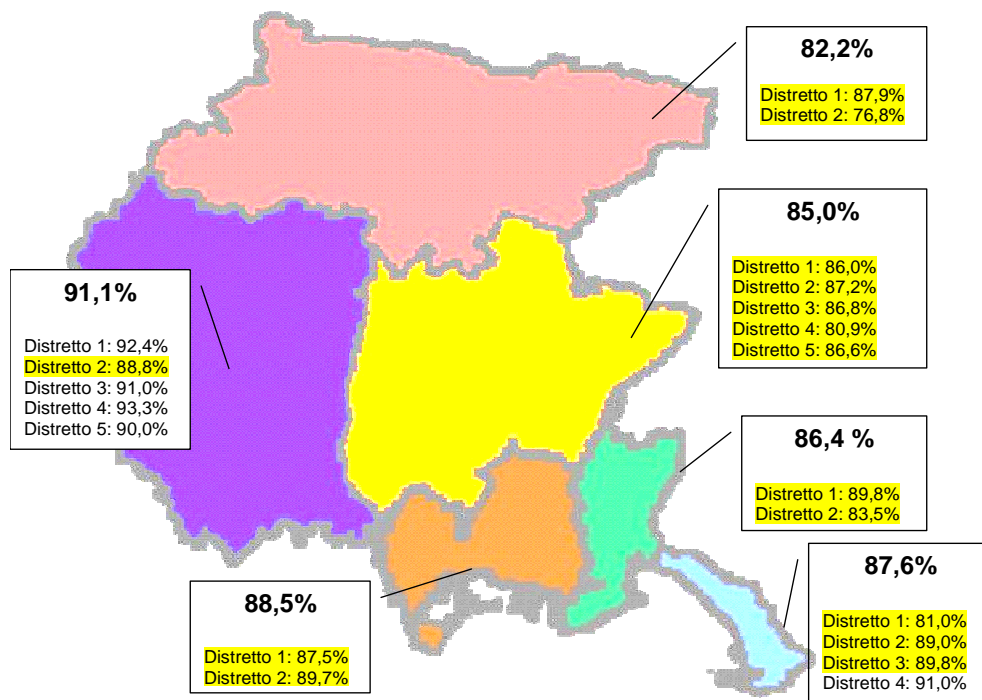 82,2%
Distretto 1: 87,9%
Distretto 2: 76,8%
85,0%
Distretto 1: 86,0%
Distretto 2: 87,2%
Distretto 3: 86,8%
Distretto 4: 80,9%
Distretto 5: 86,6%
91,1%
Distretto 1: 92,4%
Distretto 2: 88,8%
Distretto 3: 91,0%
Distretto 4: 93,3%
Distretto 5: 90,0%
86,4 %
Distretto 1: 89,8%
Distretto 2: 83,5%
88,5%
Distretto 1: 87,5%
Distretto 2: 89,7%
87,6%
Distretto 1: 81,0%
Distretto 2: 89,0%
Distretto 3: 89,8%
Distretto 4: 91,0%